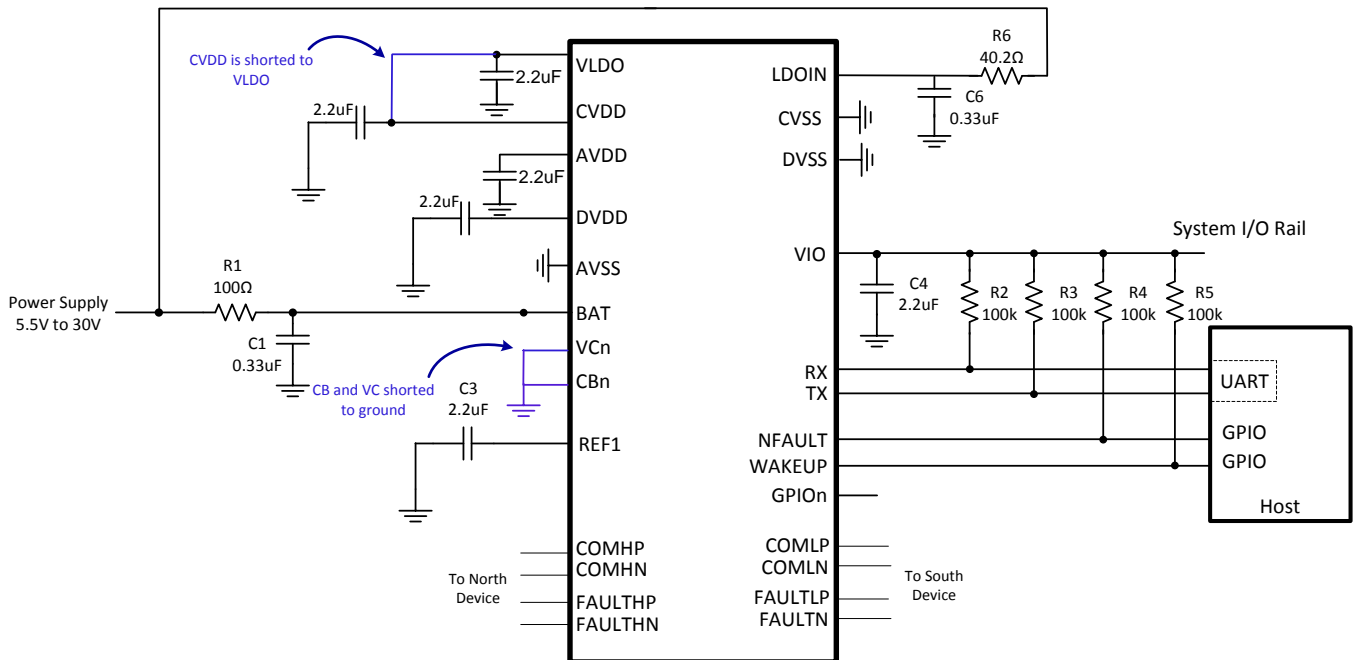 CVDD is shorted to
VLDO
2.2uF
2.2uF
2.2uF
2.2uF
R1
100Ω
Power Supply
5.5V to 30V
C1
0.33uF
CB and VC shorted
to ground
C3
2.2uF
To North
Device
VLDO
CVDD
AVDD
DVDD
AVSS
BAT
VCn
CBn
REF1
COMHP
COMHN
FAULTHP
FAULTHN
LDOIN
CVSS
DVSS
VIO
RX
TX
NFAULT
WAKEUP
GPIOn
COMLP
COMLN
FAULTLP
FAULTN
R6
40.2Ω
C6
0.33uF
System I/O Rail
C4
2.2uF
R2
100k
R3
100k
R4
100k
R5
100k
UART
GPIO
GPIO
Host
To South
Device